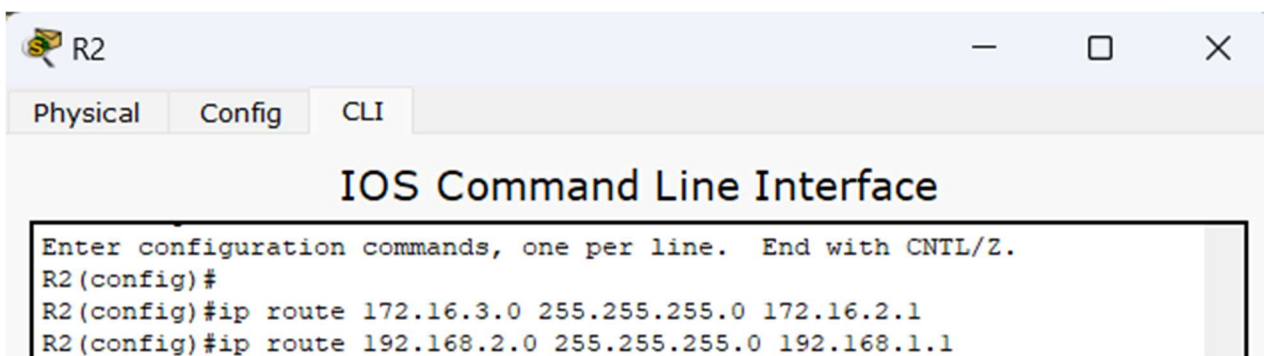 R2
Physical Config CLI
IOS Command Line Interface
Enter configuration commands, one per line.  End with CNTL/Z.
R2(config)#
R2(config)#ip route 172.16.3.0 255.255.255.0 172.16.2.1
R2(config)#ip route 192.168.2.0 255.255.255.0 192.168.1.1